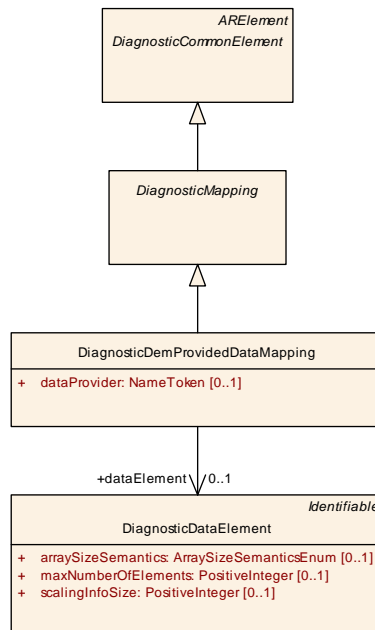 ARElement
DiagnosticCommonElement
DiagnosticMapping
DiagnosticDemProvidedDataMapping
+ dataProvider: NameToken [0..1]
+dataElement 0..1
Identifiable
DiagnosticDataElement
+ arraySizeSemantics: ArraySizeSemanticsEnum [0..1]
+ maxNumberOfElements: PositiveInteger [0..1]
+ scalingInfoSize: PositiveInteger [0..1]